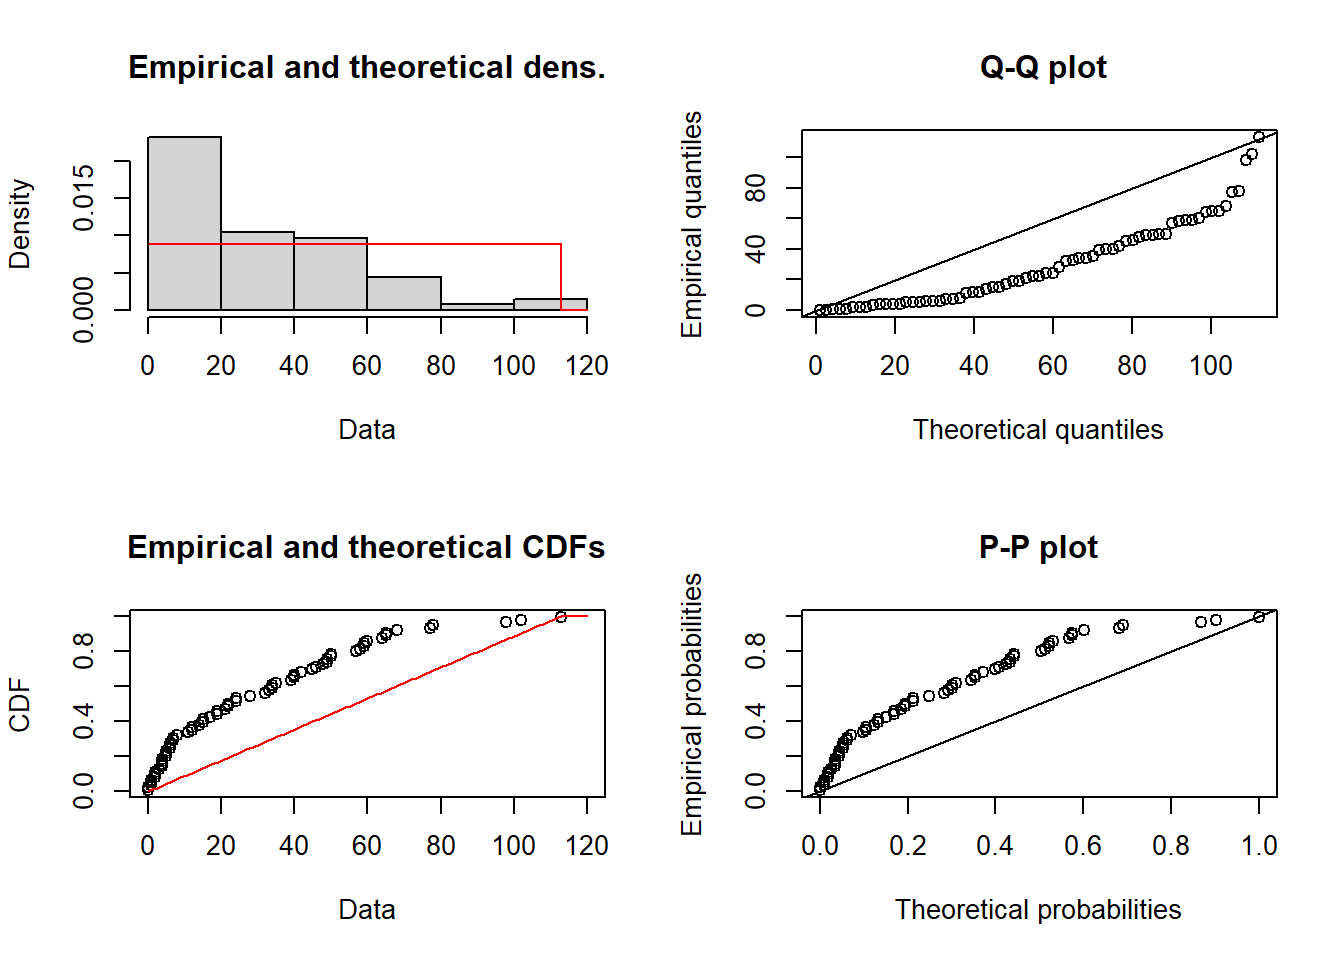 Empirical and theoretical dens.
Density
0.000 0.015
0 20 40 60 80 100 120
Data
Q-Q plot
Empirical quantiles
0 40 80
0 20 40 60 80 100
Theoretical quantiles
Empirical and theoretical CDFs
CDF
0.0 0.4 0.8
0 20 40 60 80 100 120
Data
P-P plot
Empirical probabilities
0.0 0.4 0.8
0.0 0.2 0.4 0.6 0.8 1.0
Theoretical probabilities